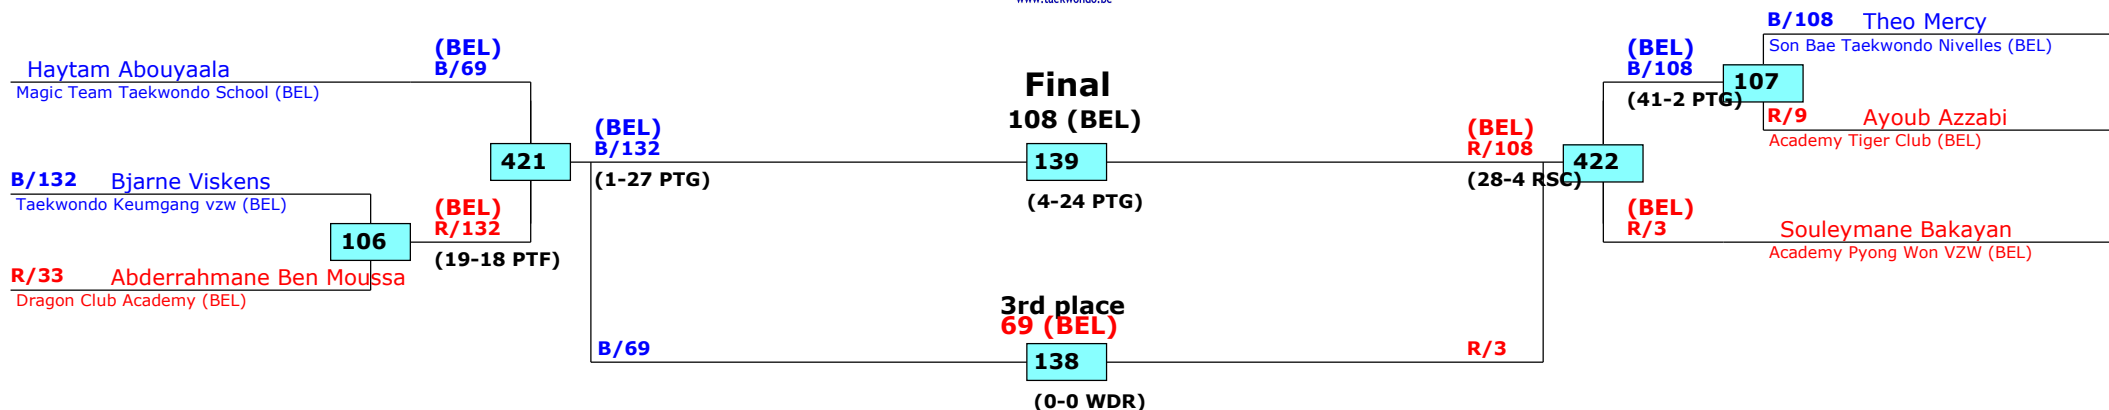 www.taekwondo.be
Haytam Abouyaala
Magic Team Taekwondo School (BEL)
(BEL)
B/69
B/132 Bjarne Viskens
Taekwondo Keumgang vzw (BEL)
R/33 Abderrahmane Ben Moussa
Dragon Club Academy (BEL)
106
(BEL)
R/132
(19-18 PTF)
421
(BEL)
B/132
(1-27 PTG)
Final
108 (BEL)
139
(4-24 PTG)
3rd place
69 (BEL)
B/69
138
R/3
(0-0 WDR)
(BEL)
R/108
(28-4 RSC)
422
(BEL)
B/108
(41-2 PTG)
107
B/108 Theo Mercy
Son Bae Taekwondo Nivelles (BEL)
R/9 Ayoub Azzabi
Academy Tiger Club (BEL)
(BEL)
R/3
Souleymane Bakayan
Academy Pyong Won VZW (BEL)